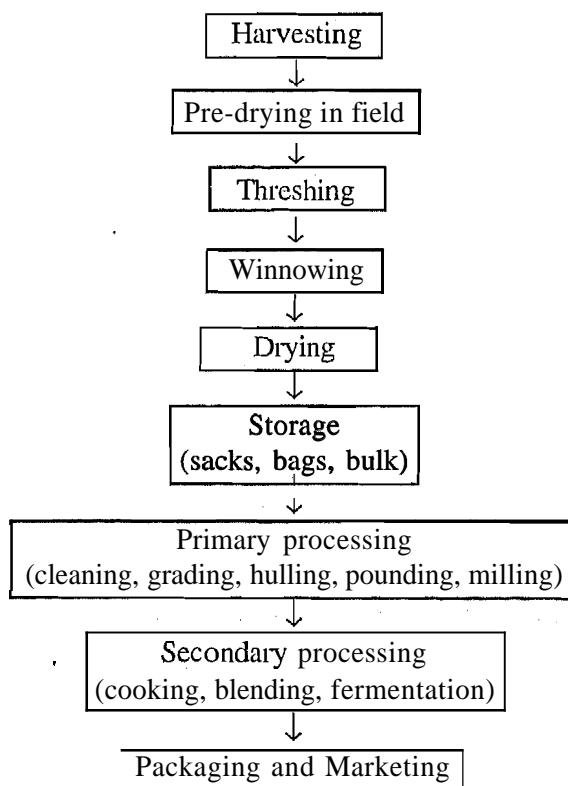 Harvesting
Pre-drying in field
Threshing
Winnowing
Drying
Storage
(sacks, bags, bulk)
Primary processing
(cleaning, grading, hulling, pounding, milling)
Secondary processing
(cooking, blending, fermentation)
Packaging and Marketing